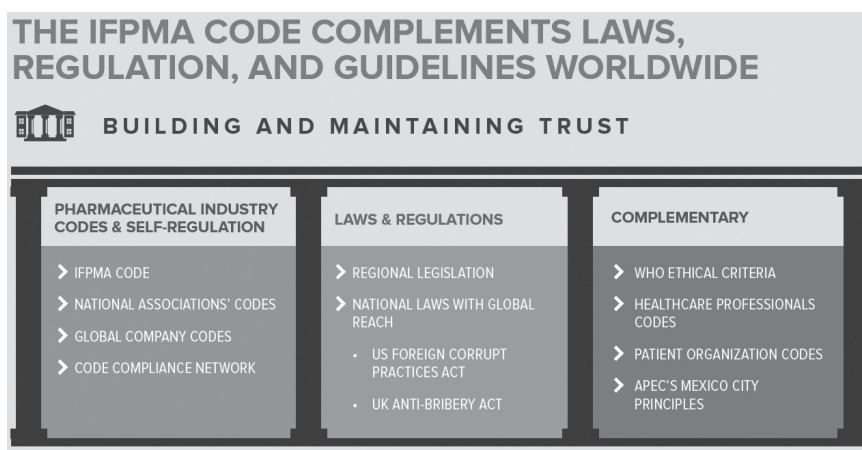 THE IFPMA CODE COMPLEMENTS LAWS,
REGULATION, AND GUIDELINES WORLDWIDE
BUILDING AND MAINTAINING TRUST
PHARMACEUTICAL INDUSTRY
CODES & SELF-REGULATION
IFPMA CODE
NATIONAL ASSOCIATIONS' CODES
GLOBAL COMPANY CODES
CODE COMPLIANCE NETWORK
LAWS & REGULATIONS
REGIONAL LEGISLATION
NATIONAL LAWS WITH GLOBAL
REACH
• US FOREIGN CORRUPT
PRACTICES ACT
• UK ANTI-BRIBERY ACT
COMPLEMENTARY
WHO ETHICAL CRITERIA
HEALTHCARE PROFESSIONALS
CODES
PATIENT ORGANIZATION CODES
APEC'S MEXICO CITY
PRINCIPLES